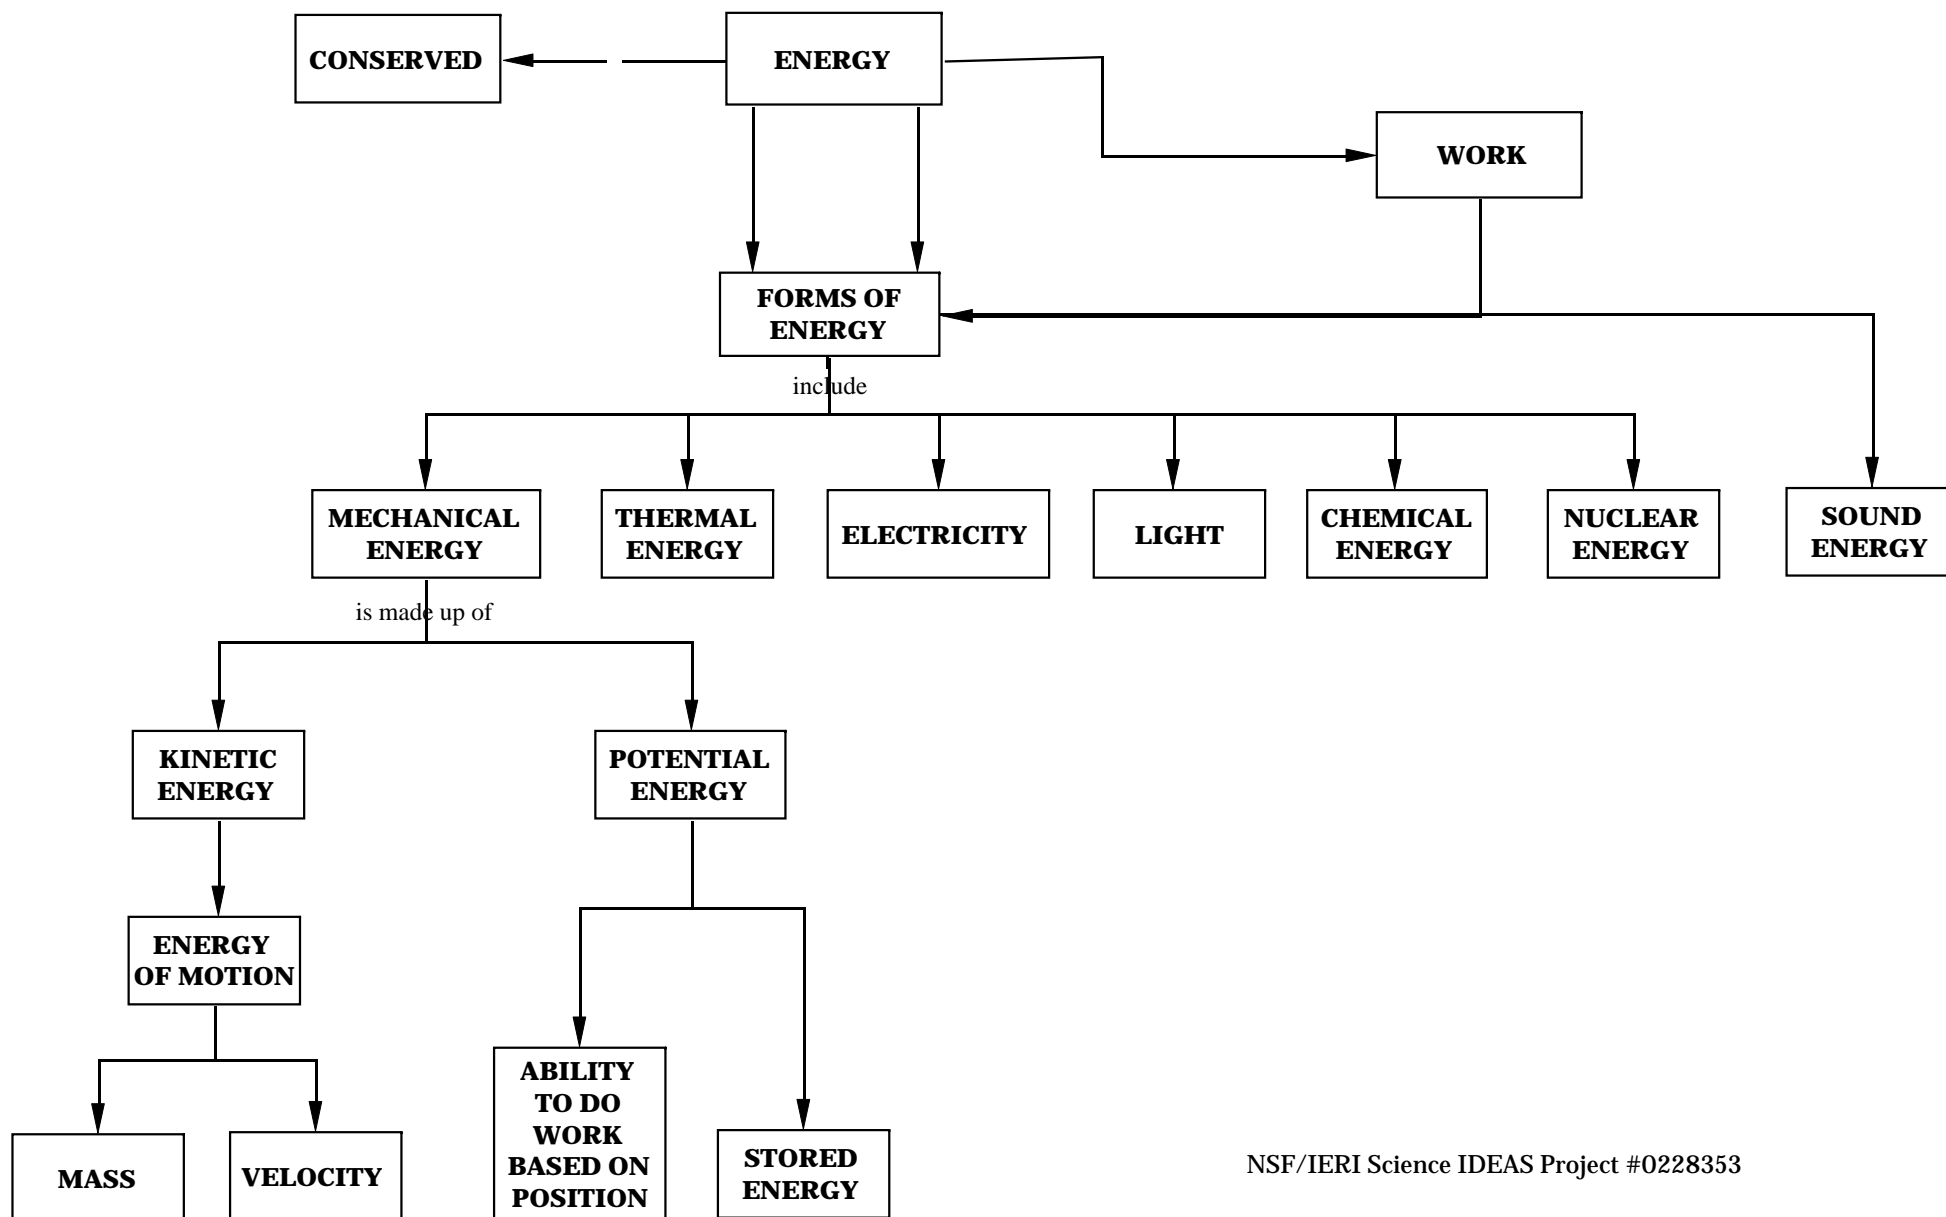 CONSERVED
ENERGY
WORK
FORMS OF
ENERGY
include
MECHANICAL
ENERGY
THERMAL
ENERGY
ELECTRICITY
LIGHT
CHEMICAL
ENERGY
NUCLEAR
ENERGY
SOUND
ENERGY
is made up of
KINETIC
ENERGY
POTENTIAL
ENERGY
ENERGY
OF MOTION
MASS
VELOCITY
ABILITY
TO DO
WORK
BASED ON
POSITION
STORED
ENERGY
NSF/IERI Science IDEAS Project #0228353